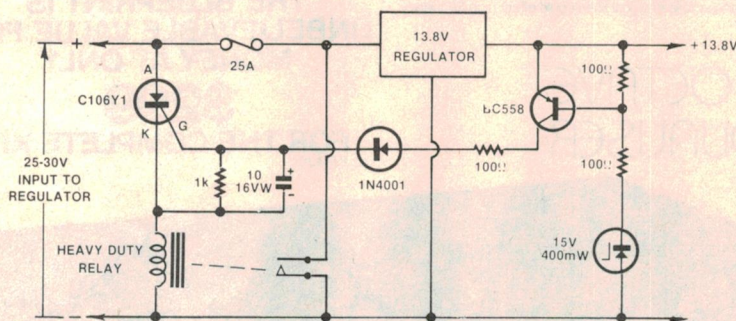 +
25A
13.8V
REGULATOR
+ 13.8V
A
C106Y1
K
G
BC558
100Ω
100Ω
25-30V
INPUT TO
REGULATOR
1k
10
16VW
+
-
1N4001
100Ω
HEAVY DUTY
RELAY
15V
400mW
-